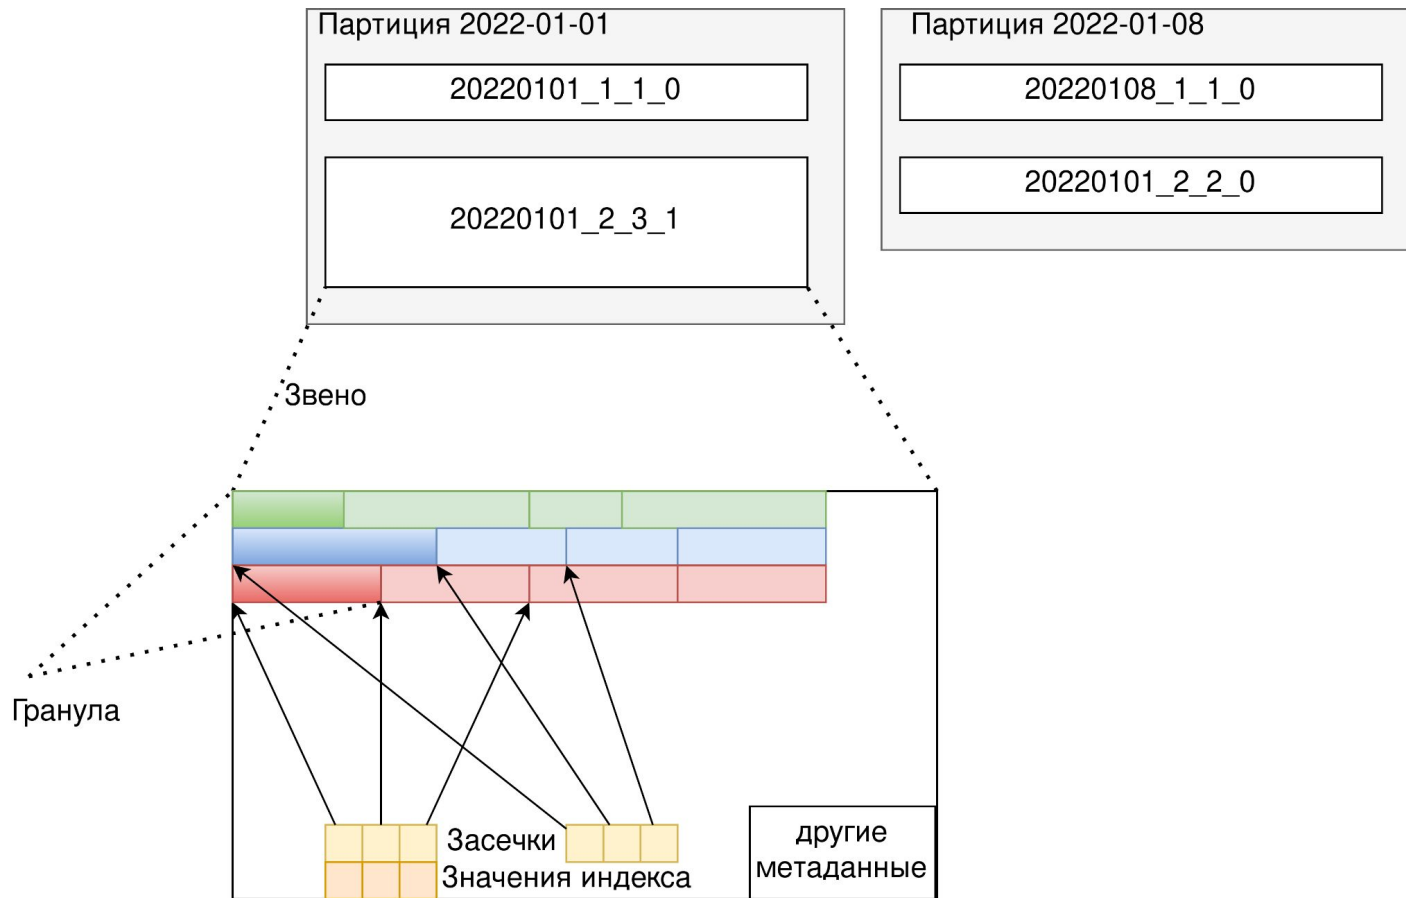 Партиция 2022-01-01
20220101_1_1_0
20220101_2_3_1
Партиция 2022-01-08
20220108_1_1_0
20220101_2_2_0
Звено
Гранула
Засечки
Значения индекса
другие
метаданные